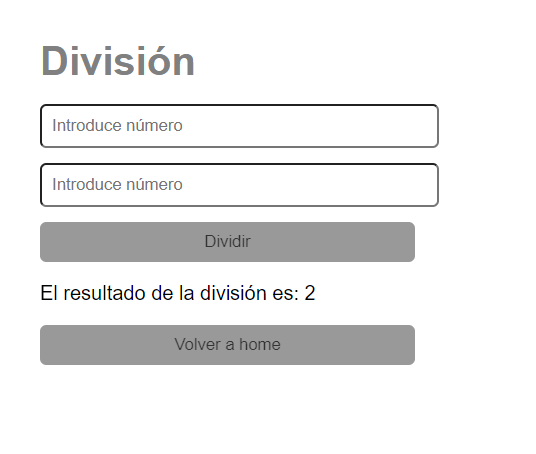 División
Introduce número
Introduce número
Dividir
El resultado de la división es: 2
Volver a home